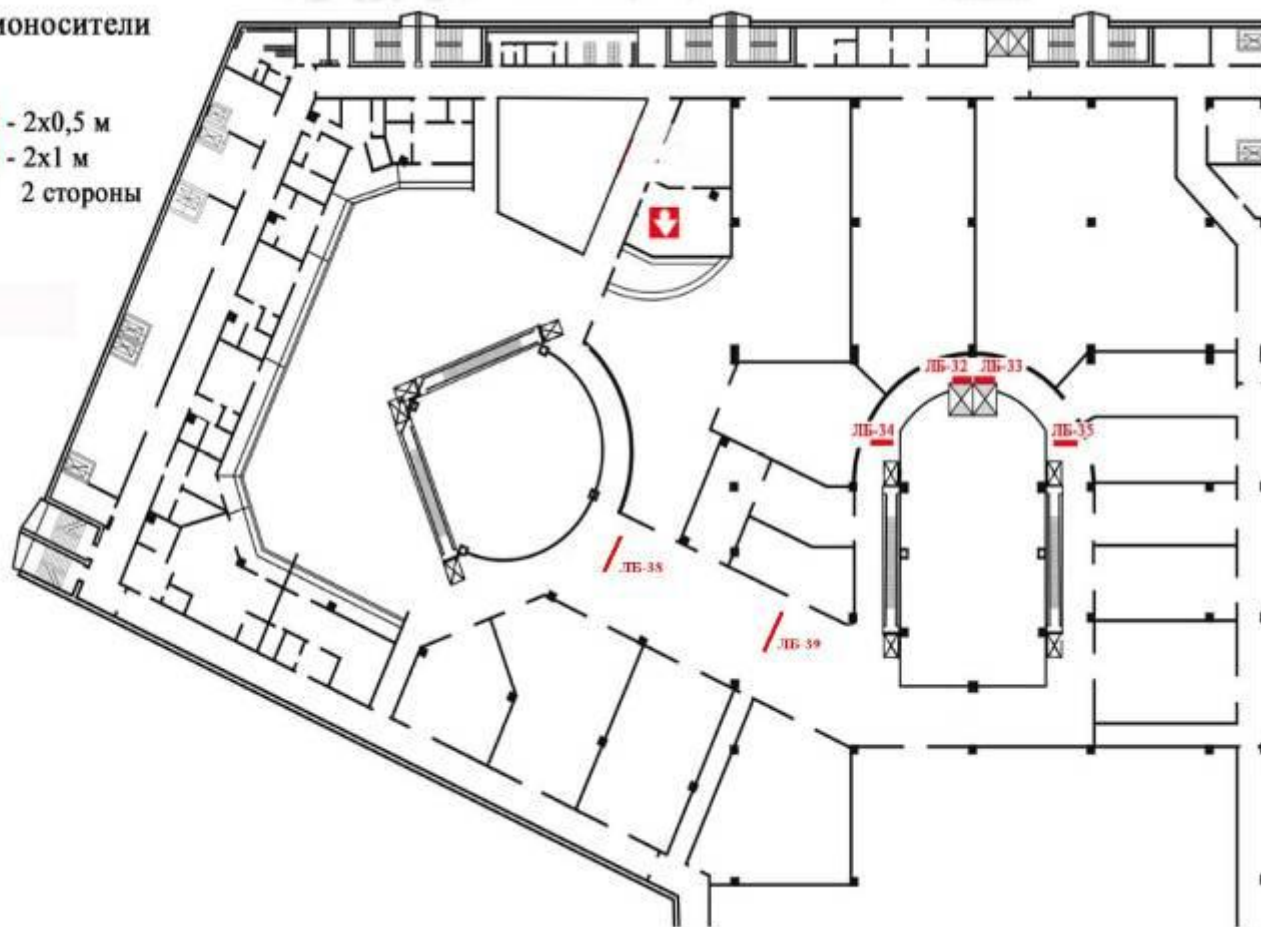 моносители
- 2х0,5 м
- 2х1 м
2 стороны
ЛБ-32 ЛБ-33
ЛБ-34
ЛБ-35
ЛБ-38
ЛБ-39